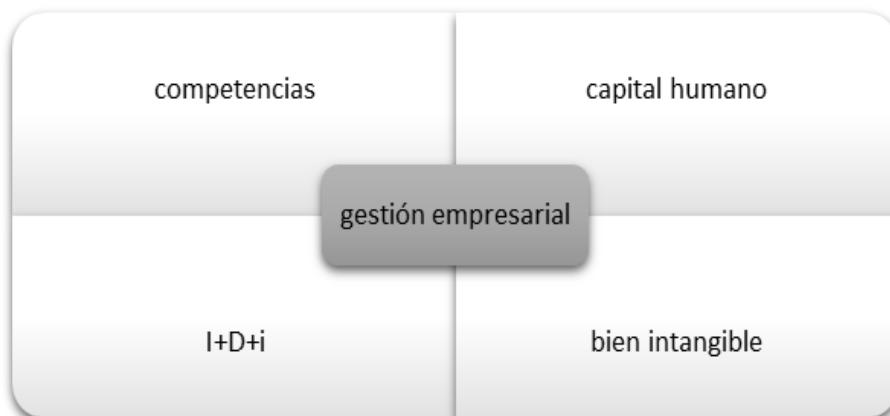 competencias
capital humano
gestión empresarial
I+D+i
bien intangible